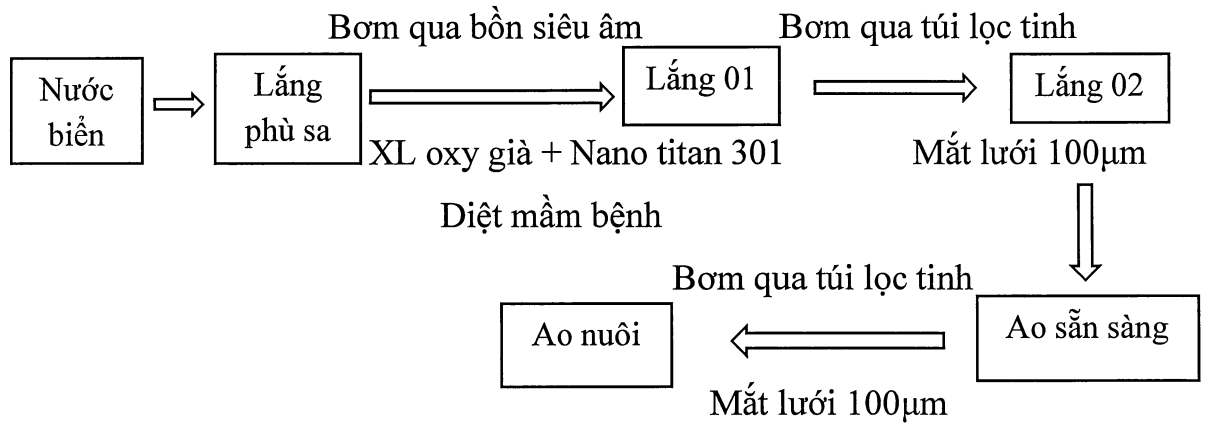 Bơm qua bồn siêu âm
Bơm qua túi lọc tinh
Nước
biển
Lắng
phù sa
Lắng 01
Lắng 02
XL oxy già + Nano titan 301
Mắt lưới 100µm
Diệt mầm bệnh
Bơm qua túi lọc tinh
Ao nuôi
Ao sẵn sàng
Mắt lưới 100µm